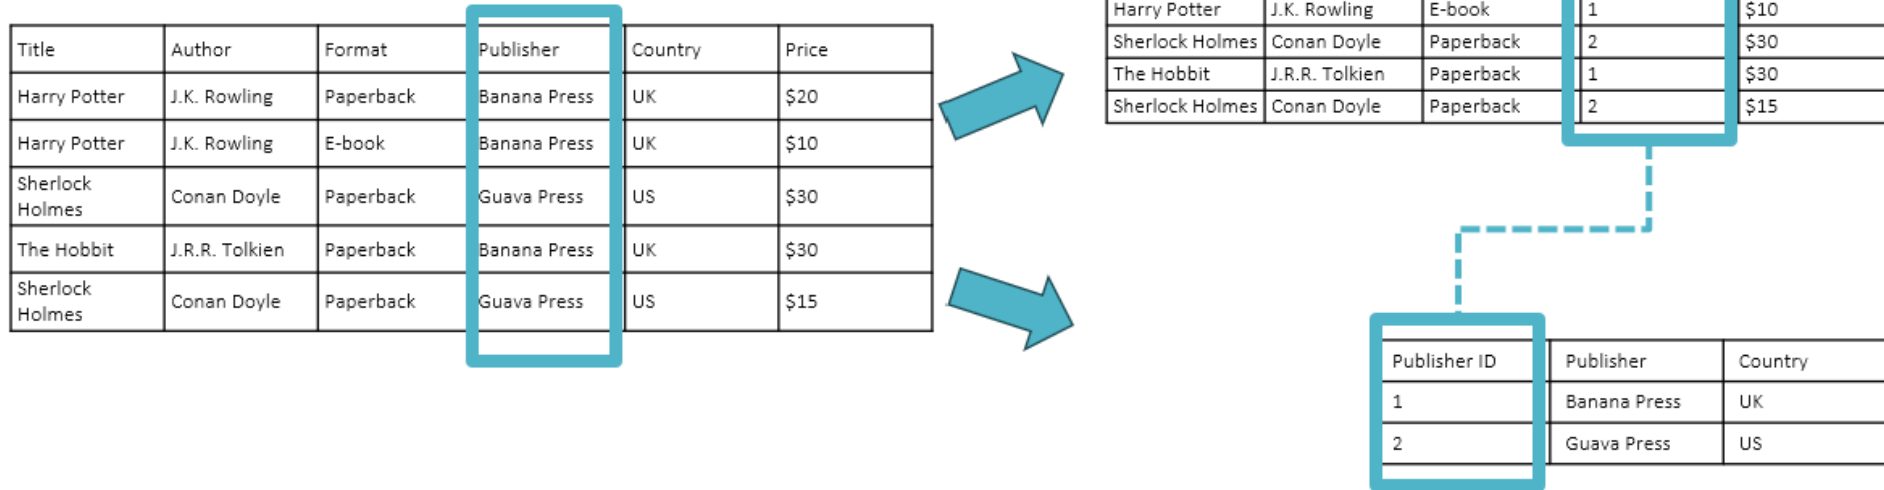 Title Author Format Publisher Country Price
Harry Potter J.K. Rowling Paperback Banana Press UK $20
Harry Potter J.K. Rowling E-book Banana Press UK $10
Sherlock
Holmes Conan Doyle Paperback Guava Press US $30
The Hobbit J.R.R. Tolkien Paperback Banana Press UK $30
Sherlock
Holmes Conan Doyle Paperback Guava Press US $15
Harry Potter J.K. Rowling E-book 1 $10
Sherlock Holmes Conan Doyle Paperback 2 $30
The Hobbit J.R.R. Tolkien Paperback 1 $30
Sherlock Holmes Conan Doyle Paperback 2 $15
Publisher ID Publisher Country
1 Banana Press UK
2 Guava Press US